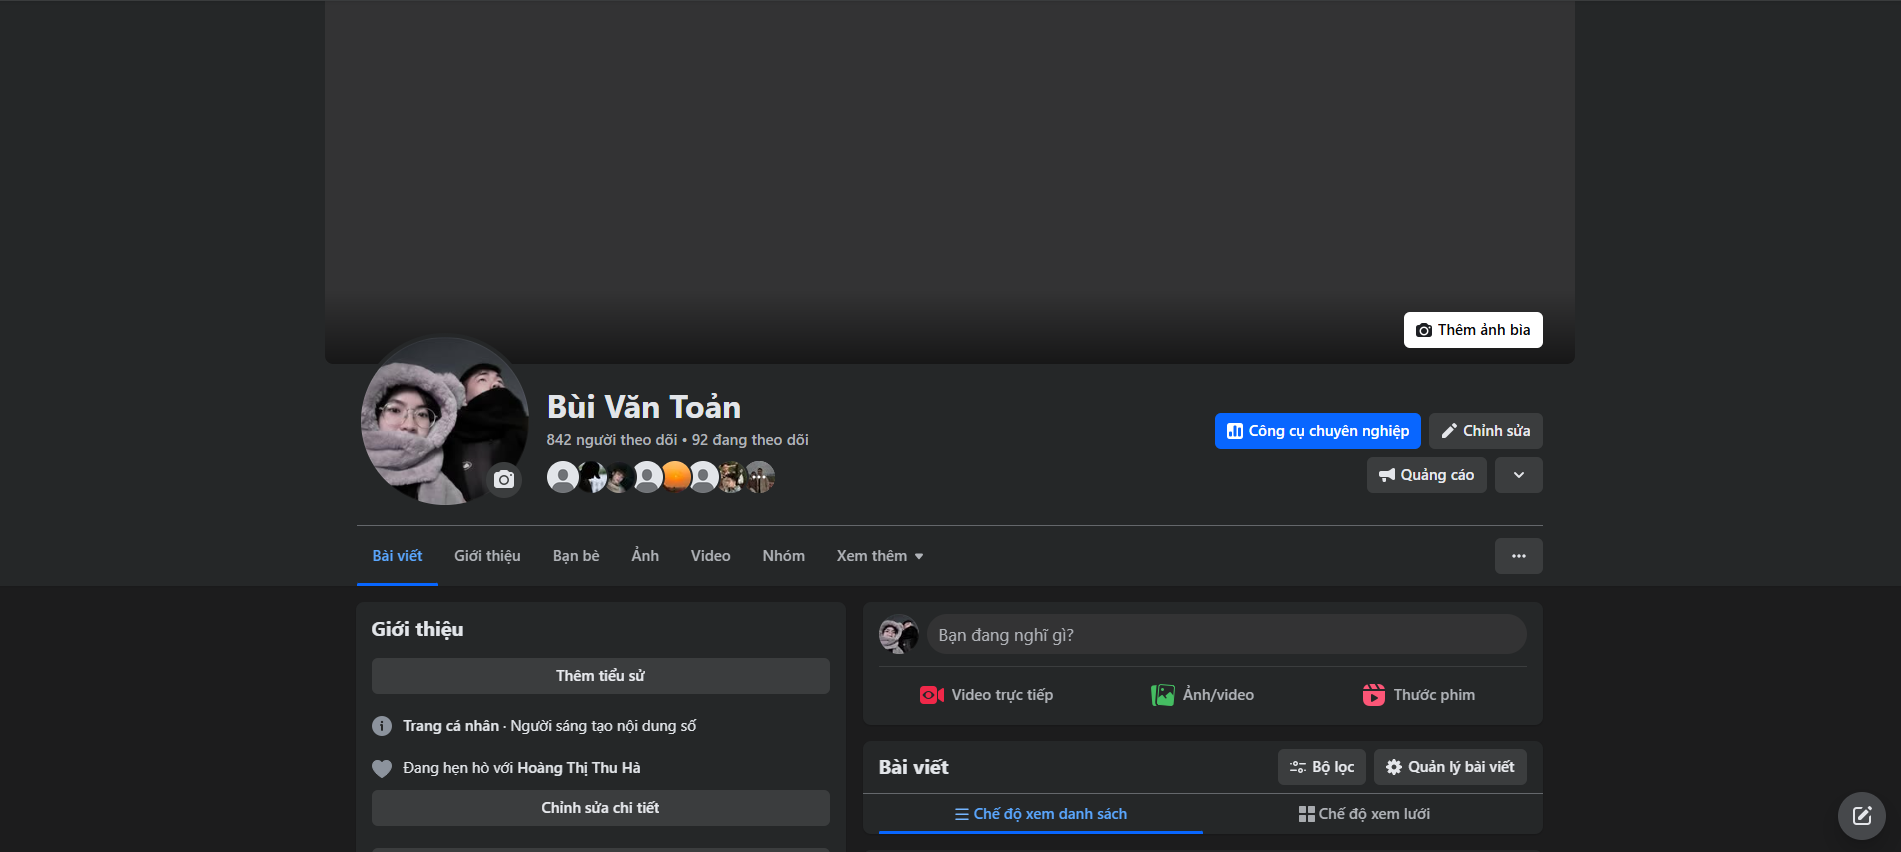 Thêm ảnh bìa
Bùi Văn Toản
842 người theo dõi • 92 đang theo dõi
Công cụ chuyên nghiệp
Chỉnh sửa
Quảng cáo
Bài viết
Giới thiệu
Bạn bè
Ảnh
Video
Nhóm
Xem thêm
Giới thiệu
Thêm tiểu sử
Trang cá nhân · Người sáng tạo nội dung số
Đang hẹn hò với Hoàng Thị Thu Hà
Chỉnh sửa chi tiết
Bạn đang nghĩ gì?
Video trực tiếp
Ảnh/video
Thước phim
Bài viết
Bộ lọc
Quản lý bài viết
Chế độ xem danh sách
Chế độ xem lưới